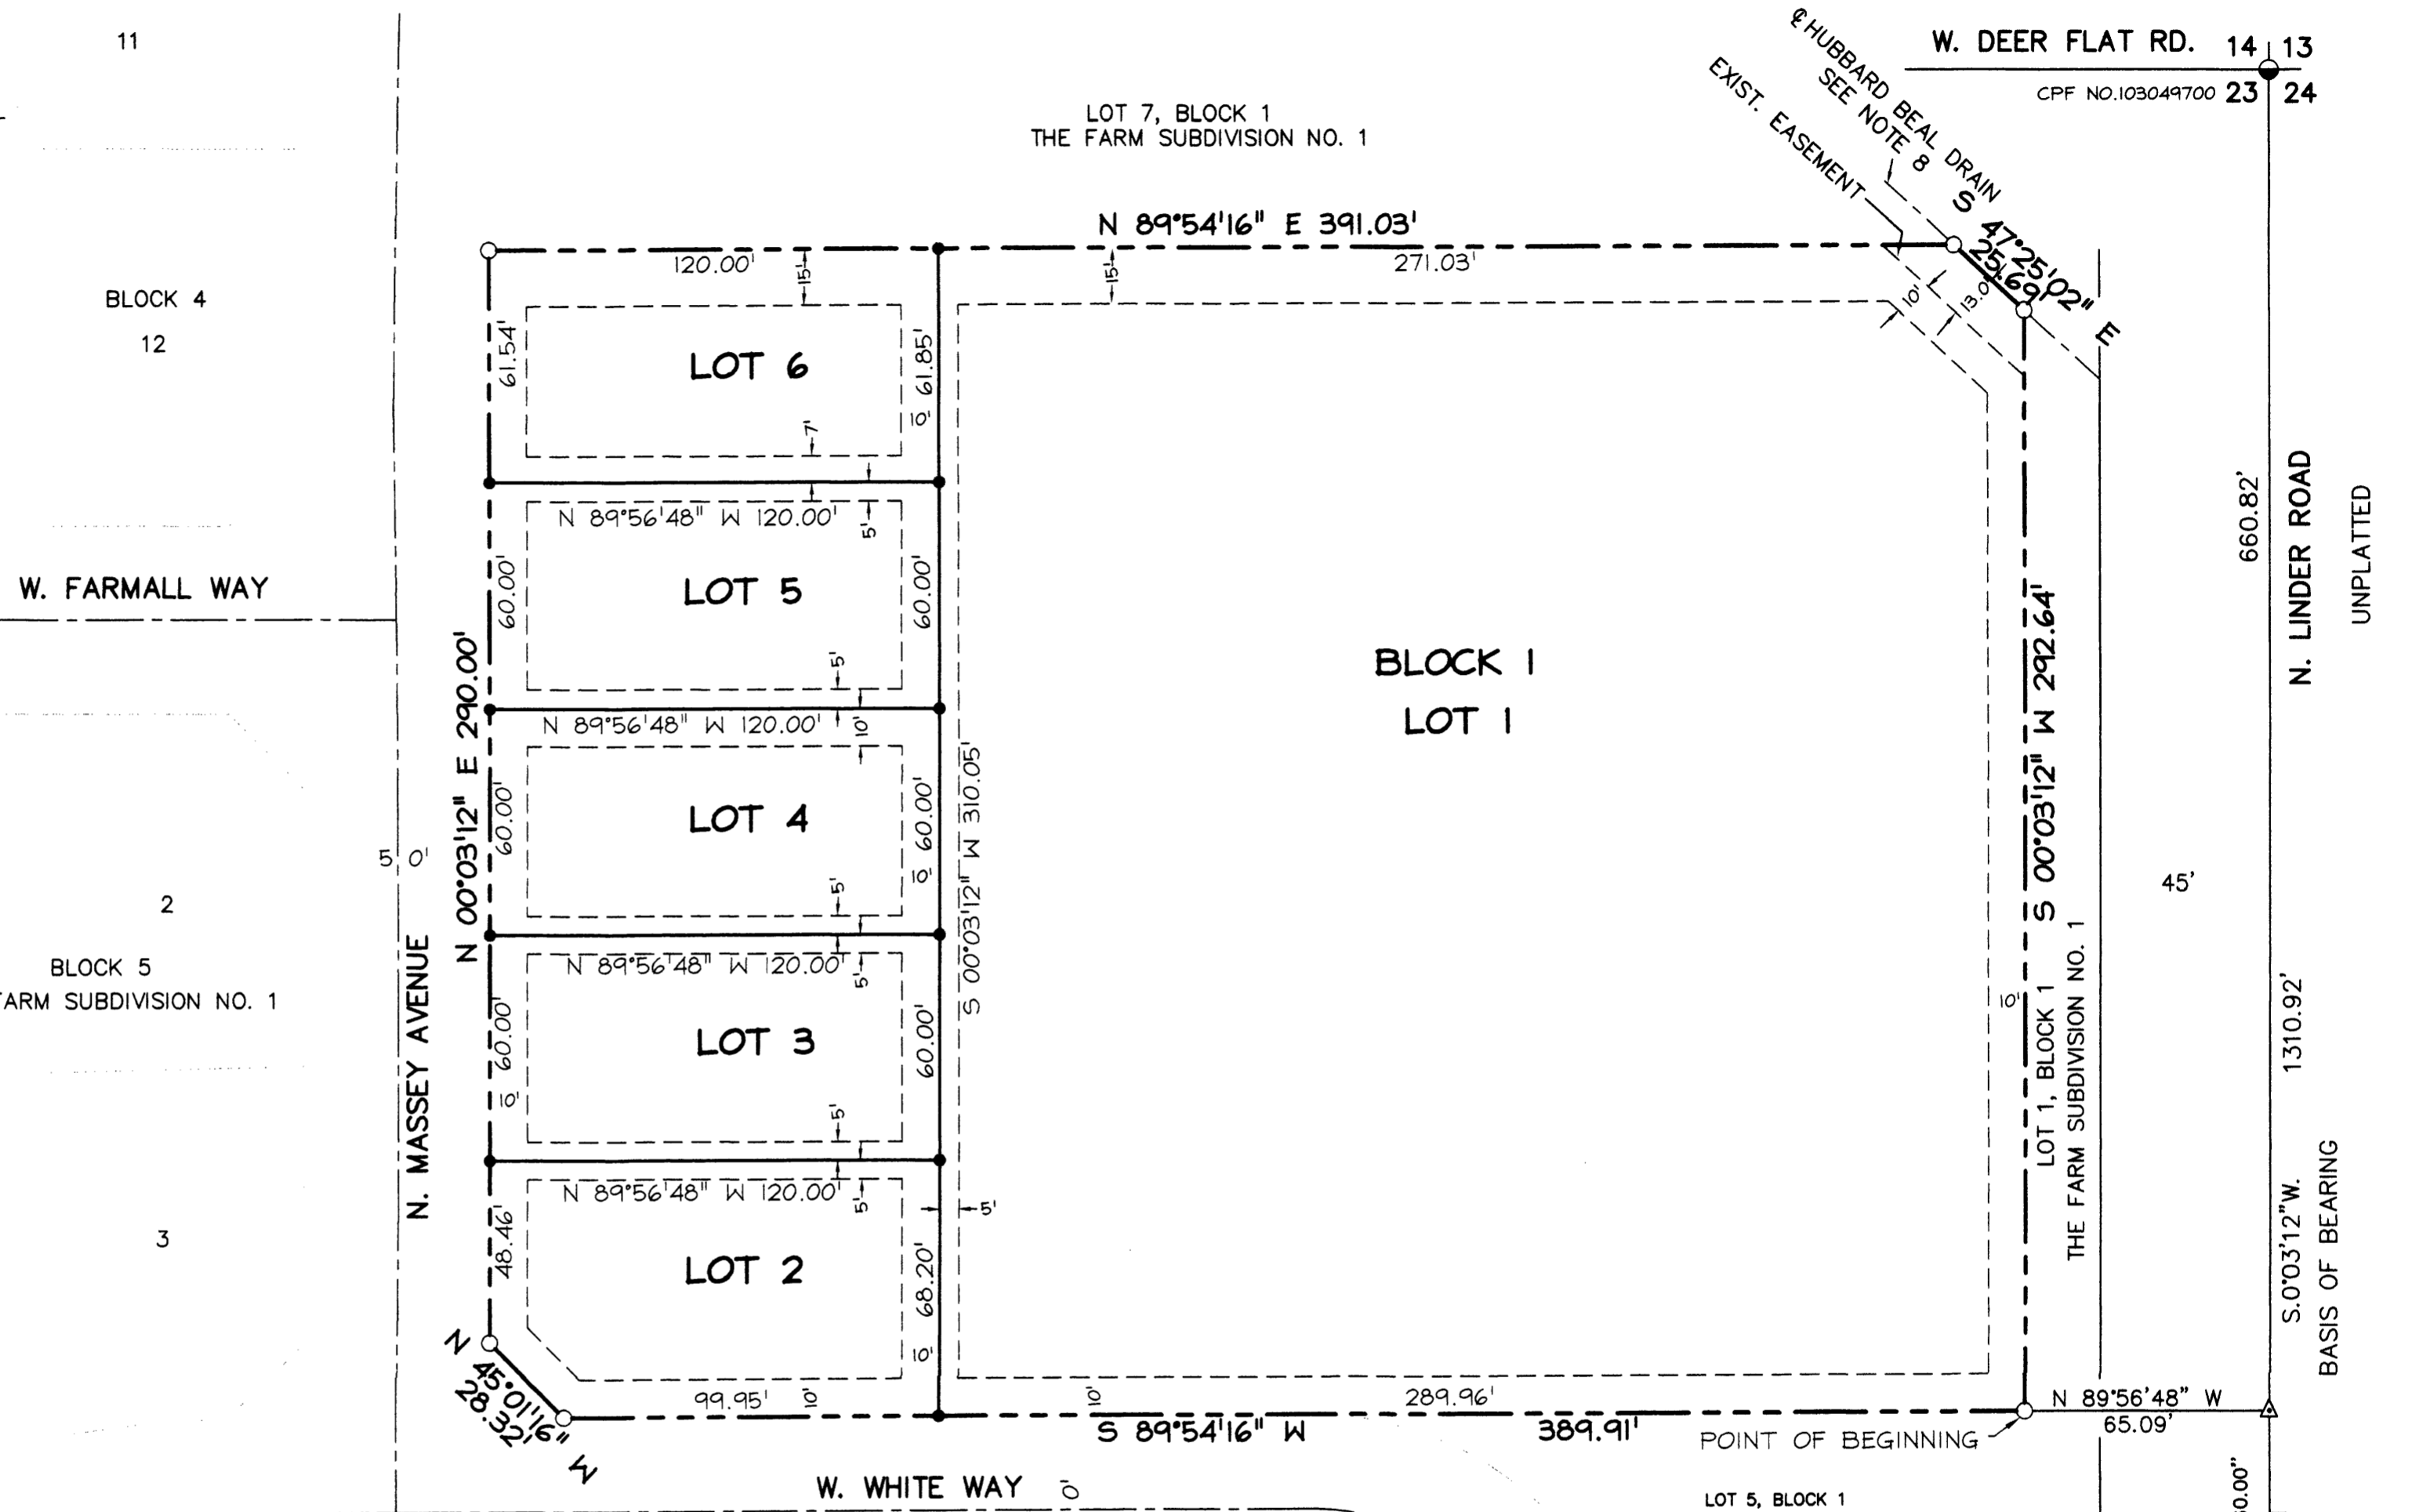 11
W. DEER FLAT RD.
14 13
CPF NO.103049700 23 24
℄ HUBBARD BEAL DRAIN
SEE NOTE 8
EXIST. EASEMENT
LOT 7, BLOCK 1
THE FARM SUBDIVISION NO. 1
N 89°54'16" E 391.03'
S 47°25'02" E
25.69'
120.00'
15'
15'
271.03'
10'
13.0'
BLOCK 4
12
61.54'
LOT 6
61.85'
10'
7'
N 89°56'48" W 120.00'
5'
W. FARMALL WAY
60.00'
LOT 5
60.00'
5'
N 89°56'48" W 120.00'
10'
BLOCK 1
LOT 1
N 00°03'12" E 290.00'
60.00'
LOT 4
60.00'
10'
5'
S 00°03'12" W 310.05'
S 00°03'12" W 292.64'
660.82'
N. LINDER ROAD
UNPLATTED
50'
45'
2
BLOCK 5
FARM SUBDIVISION NO. 1
N. MASSEY AVENUE
N 89°56'48" W 120.00'
5'
60.00'
10'
LOT 3
60.00'
5'
10'
LOT 1, BLOCK 1
THE FARM SUBDIVISION NO. 1
1310.92'
S.0°03'12"W.
BASIS OF BEARING
N 89°56'48" W 120.00'
5'
5'
3
48.46'
LOT 2
68.20'
10'
N 45°01'16" W
28.32'
99.95'
10'
10'
289.96'
S 89°54'16" W 389.91'
N 89°56'48" W
65.09'
POINT OF BEGINNING
W. WHITE WAY
LOT 5, BLOCK 1